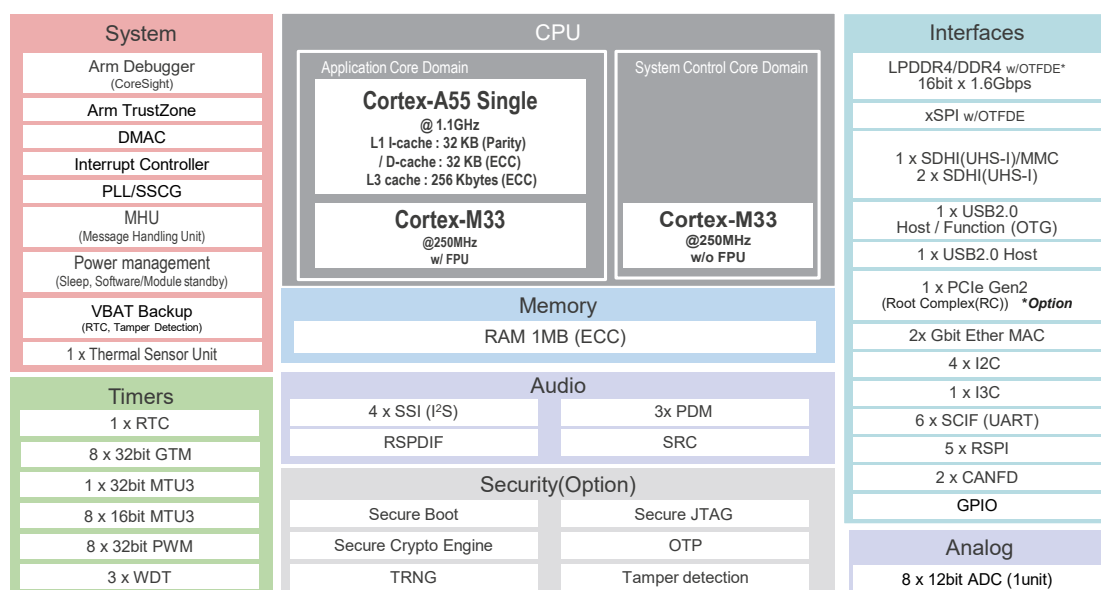 System
Arm Debugger
(CoreSight)
Arm TrustZone
DMAC
Interrupt Controller
PLL/SSCG
MHU
(Message Handling Unit)
Power management
(Sleep, Software/Module standby)
VBAT Backup
(RTC, Tamper Detection)
1 x Thermal Sensor Unit
Timers
1 x RTC
8 x 32bit GTM
1 x 32bit MTU3
8 x 16bit MTU3
8 x 32bit PWM
3 x WDT
CPU
Application Core Domain
Cortex-A55 Single
@ 1.1GHz
L1 I-cache : 32 KB (Parity)
/ D-cache : 32 KB (ECC)
L3 cache : 256 Kbytes (ECC)
Cortex-M33
@250MHz
w/ FPU
System Control Core Domain
Cortex-M33
@250MHz
w/o FPU
Memory
RAM 1MB (ECC)
Audio
4 x SSI (I²S)
3x PDM
RSPDIF
SRC
Security(Option)
Secure Boot
Secure JTAG
Secure Crypto Engine
OTP
TRNG
Tamper detection
Interfaces
LPDDR4/DDR4 w/OTFDE*
16bit x 1.6Gbps
xSPI w/OTFDE
1 x SDHI(UHS-I)/MMC
2 x SDHI(UHS-I)
1 x USB2.0
Host / Function (OTG)
1 x USB2.0 Host
1 x PCIe Gen2
(Root Complex(RC)) *Option
2x Gbit Ether MAC
4 x I2C
1 x I3C
6 x SCIF (UART)
5 x RSPI
2 x CANFD
GPIO
Analog
8 x 12bit ADC (1unit)